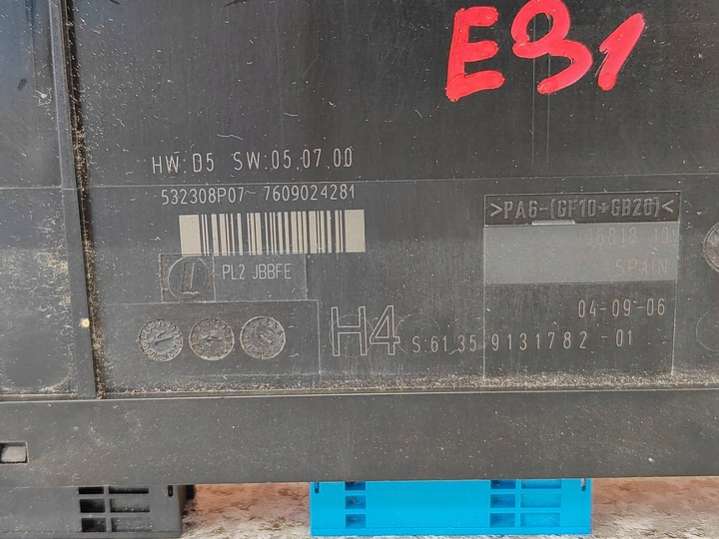 E91
HW:05 SW:05.07.00
532308P07- 7609024281
>PA6-(GF10+GB20)<
PL2 JBBFE
SPAIN
04-09-06
H4 S:61.35 9131782 -01